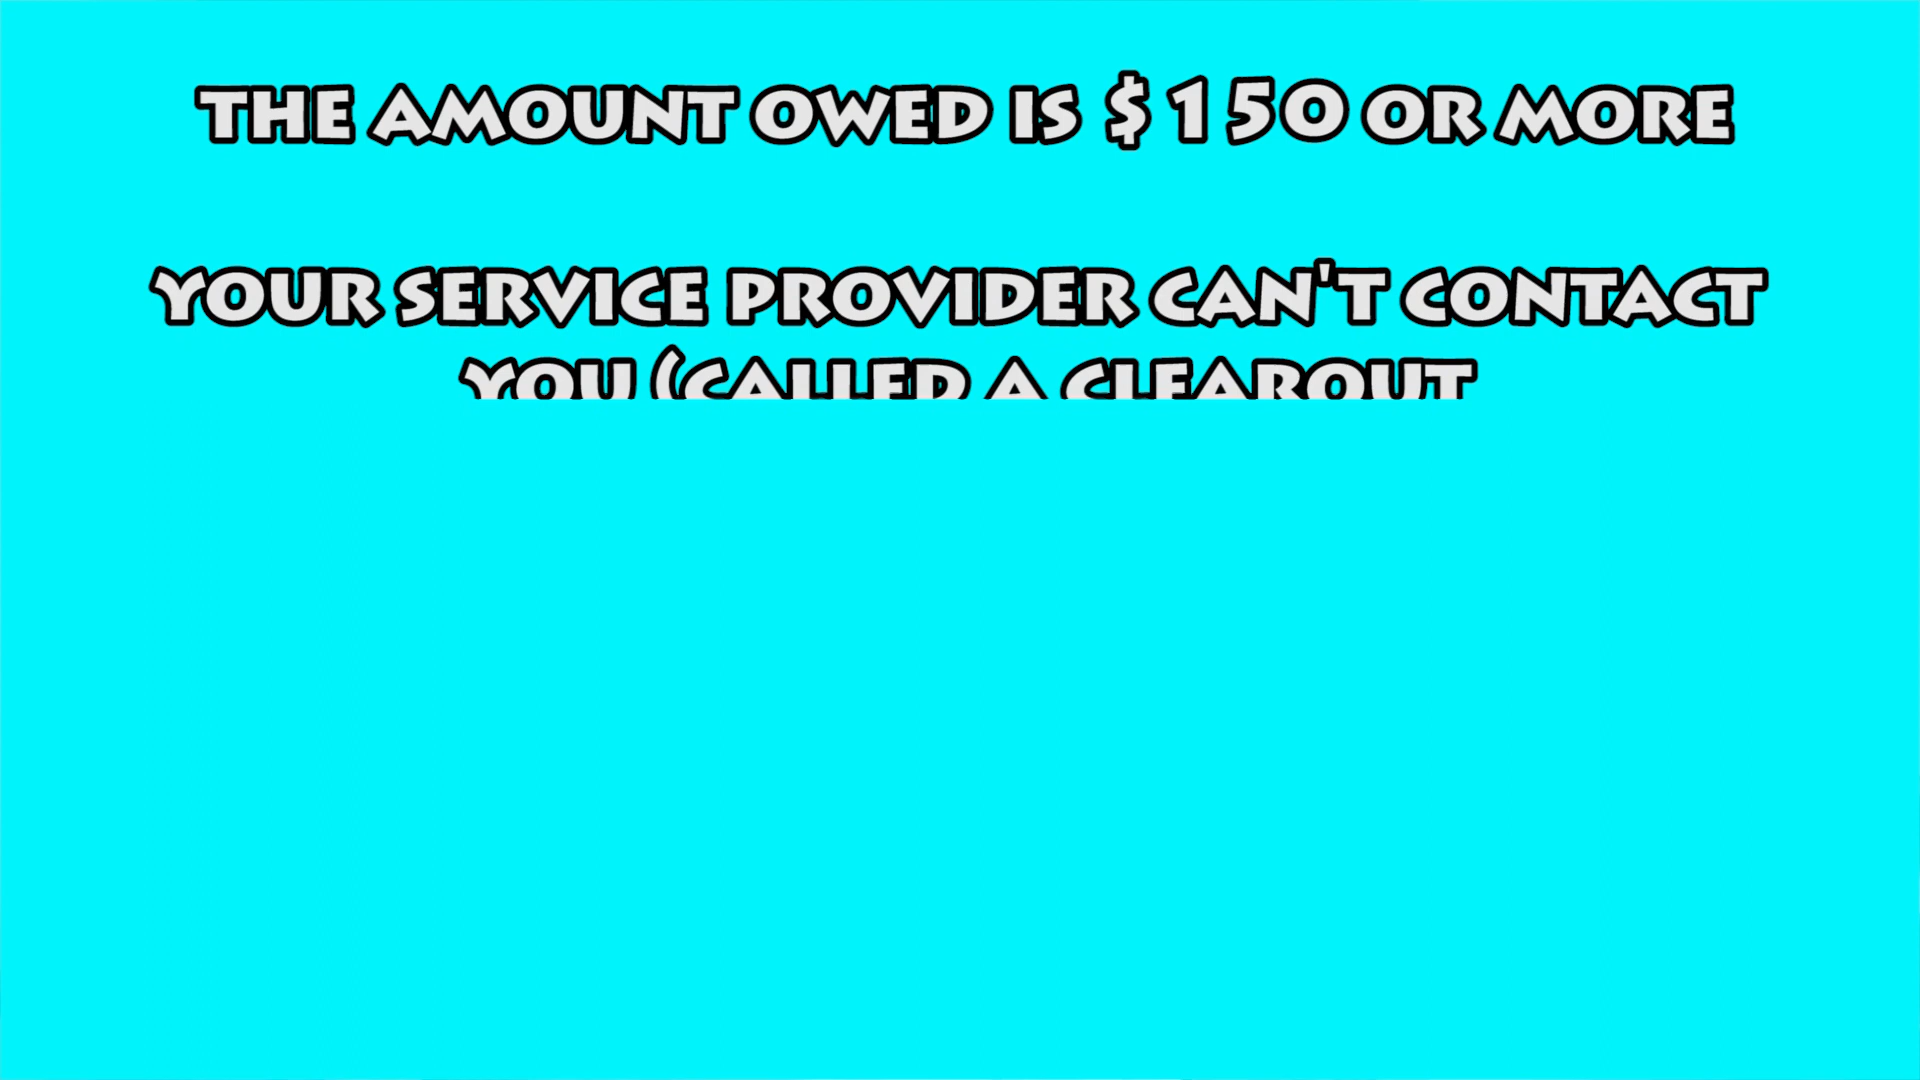 THE AMOUNT OWED IS $150 OR MORE
YOUR SERVICE PROVIDER CAN'T CONTACT
YOU (CALLED A CLEAROUT